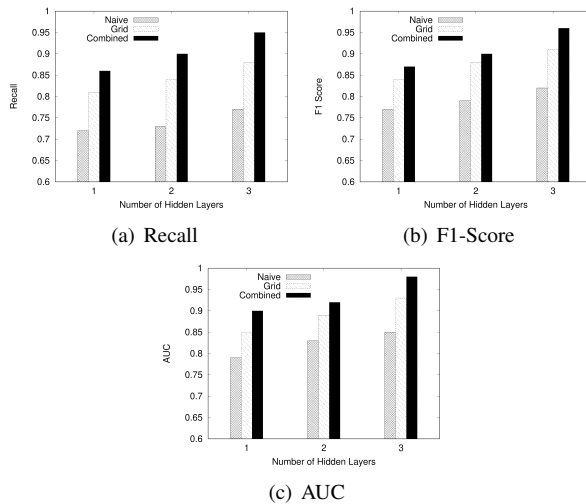 1
0.95
0.9
0.85
0.8
0.75
0.7
0.65
0.6
Recall
Naive
Grid
Combined
1 2 3
Number of Hidden Layers
(a) Recall
1
0.95
0.9
0.85
0.8
0.75
0.7
0.65
0.6
F1 Score
Naive
Grid
Combined
1 2 3
Number of Hidden Layers
(b) F1-Score
1
0.95
0.9
0.85
0.8
0.75
0.7
0.65
0.6
AUC
Naive
Grid
Combined
1 2 3
Number of Hidden Layers
(c) AUC